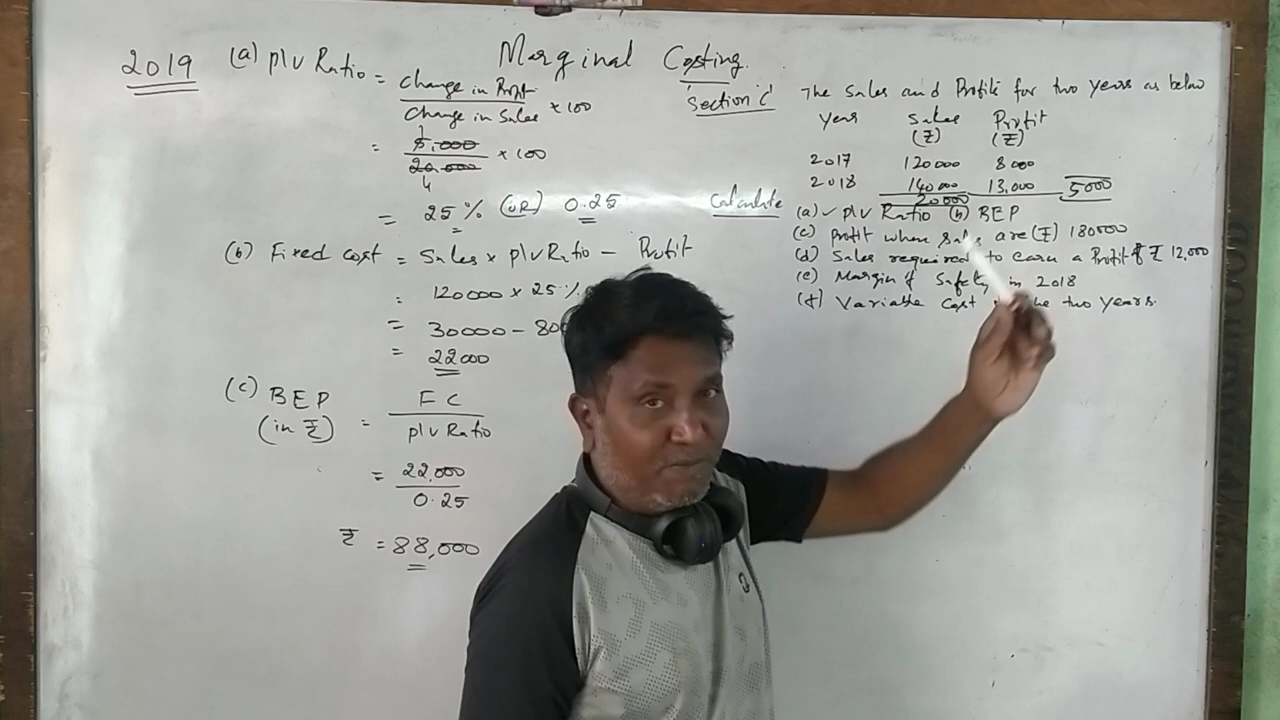 Marginal Costing.
2019 (a) p/v Ratio = Change in Profit
Change in Sales × 100
= 1
5,000
20,000 × 100
4
= 25% (OR) 0.25
(b) Fixed Cost = Sales × p/v Ratio - Profit
= 120000 × 25%
= 30000 - 80
= 22000
(c) BEP = FC
(in ₹) p/v Ratio
= 22,000
0.25
₹ = 88,000
Section 'C' The Sales and Profits for two years as below
Year Sales Profit
(₹) (₹)
2017 120000 8000
2018 140000 13,000 5000
20000
Calculate (a) ✓ p/v Ratio (b) BEP
(c) Profit when sales are (₹) 180000
(d) Sales required to earn a Profit of ₹ 12,000
(e) Margin of Safety in 2018
(f) Variable Cost the two years.